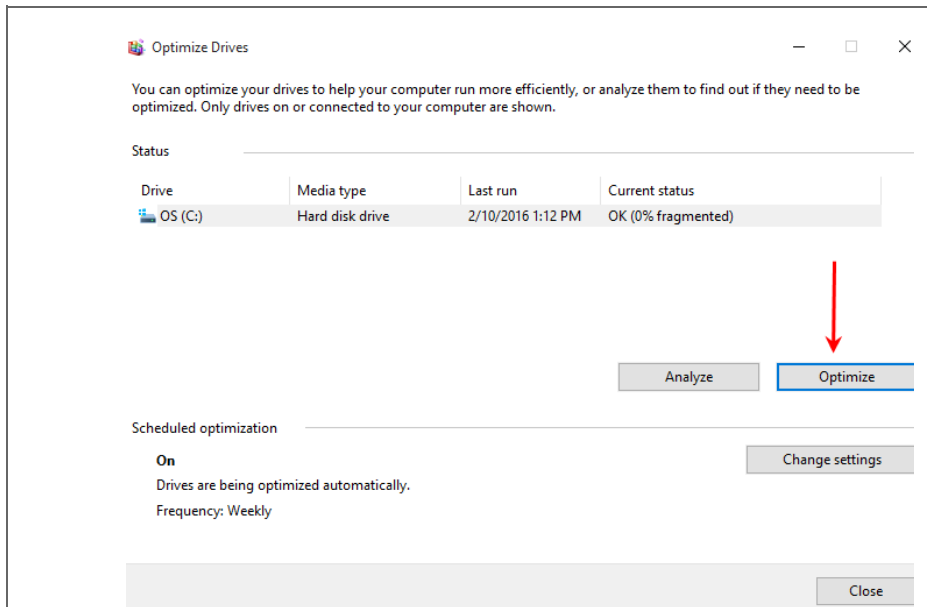 Optimize Drives
You can optimize your drives to help your computer run more efficiently, or analyze them to find out if they need to be
optimized. Only drives on or connected to your computer are shown.
Status
Drive Media type Last run Current status
OS (C:) Hard disk drive 2/10/2016 1:12 PM OK (0% fragmented)
Analyze Optimize
Scheduled optimization
On Change settings
Drives are being optimized automatically.
Frequency: Weekly
Close